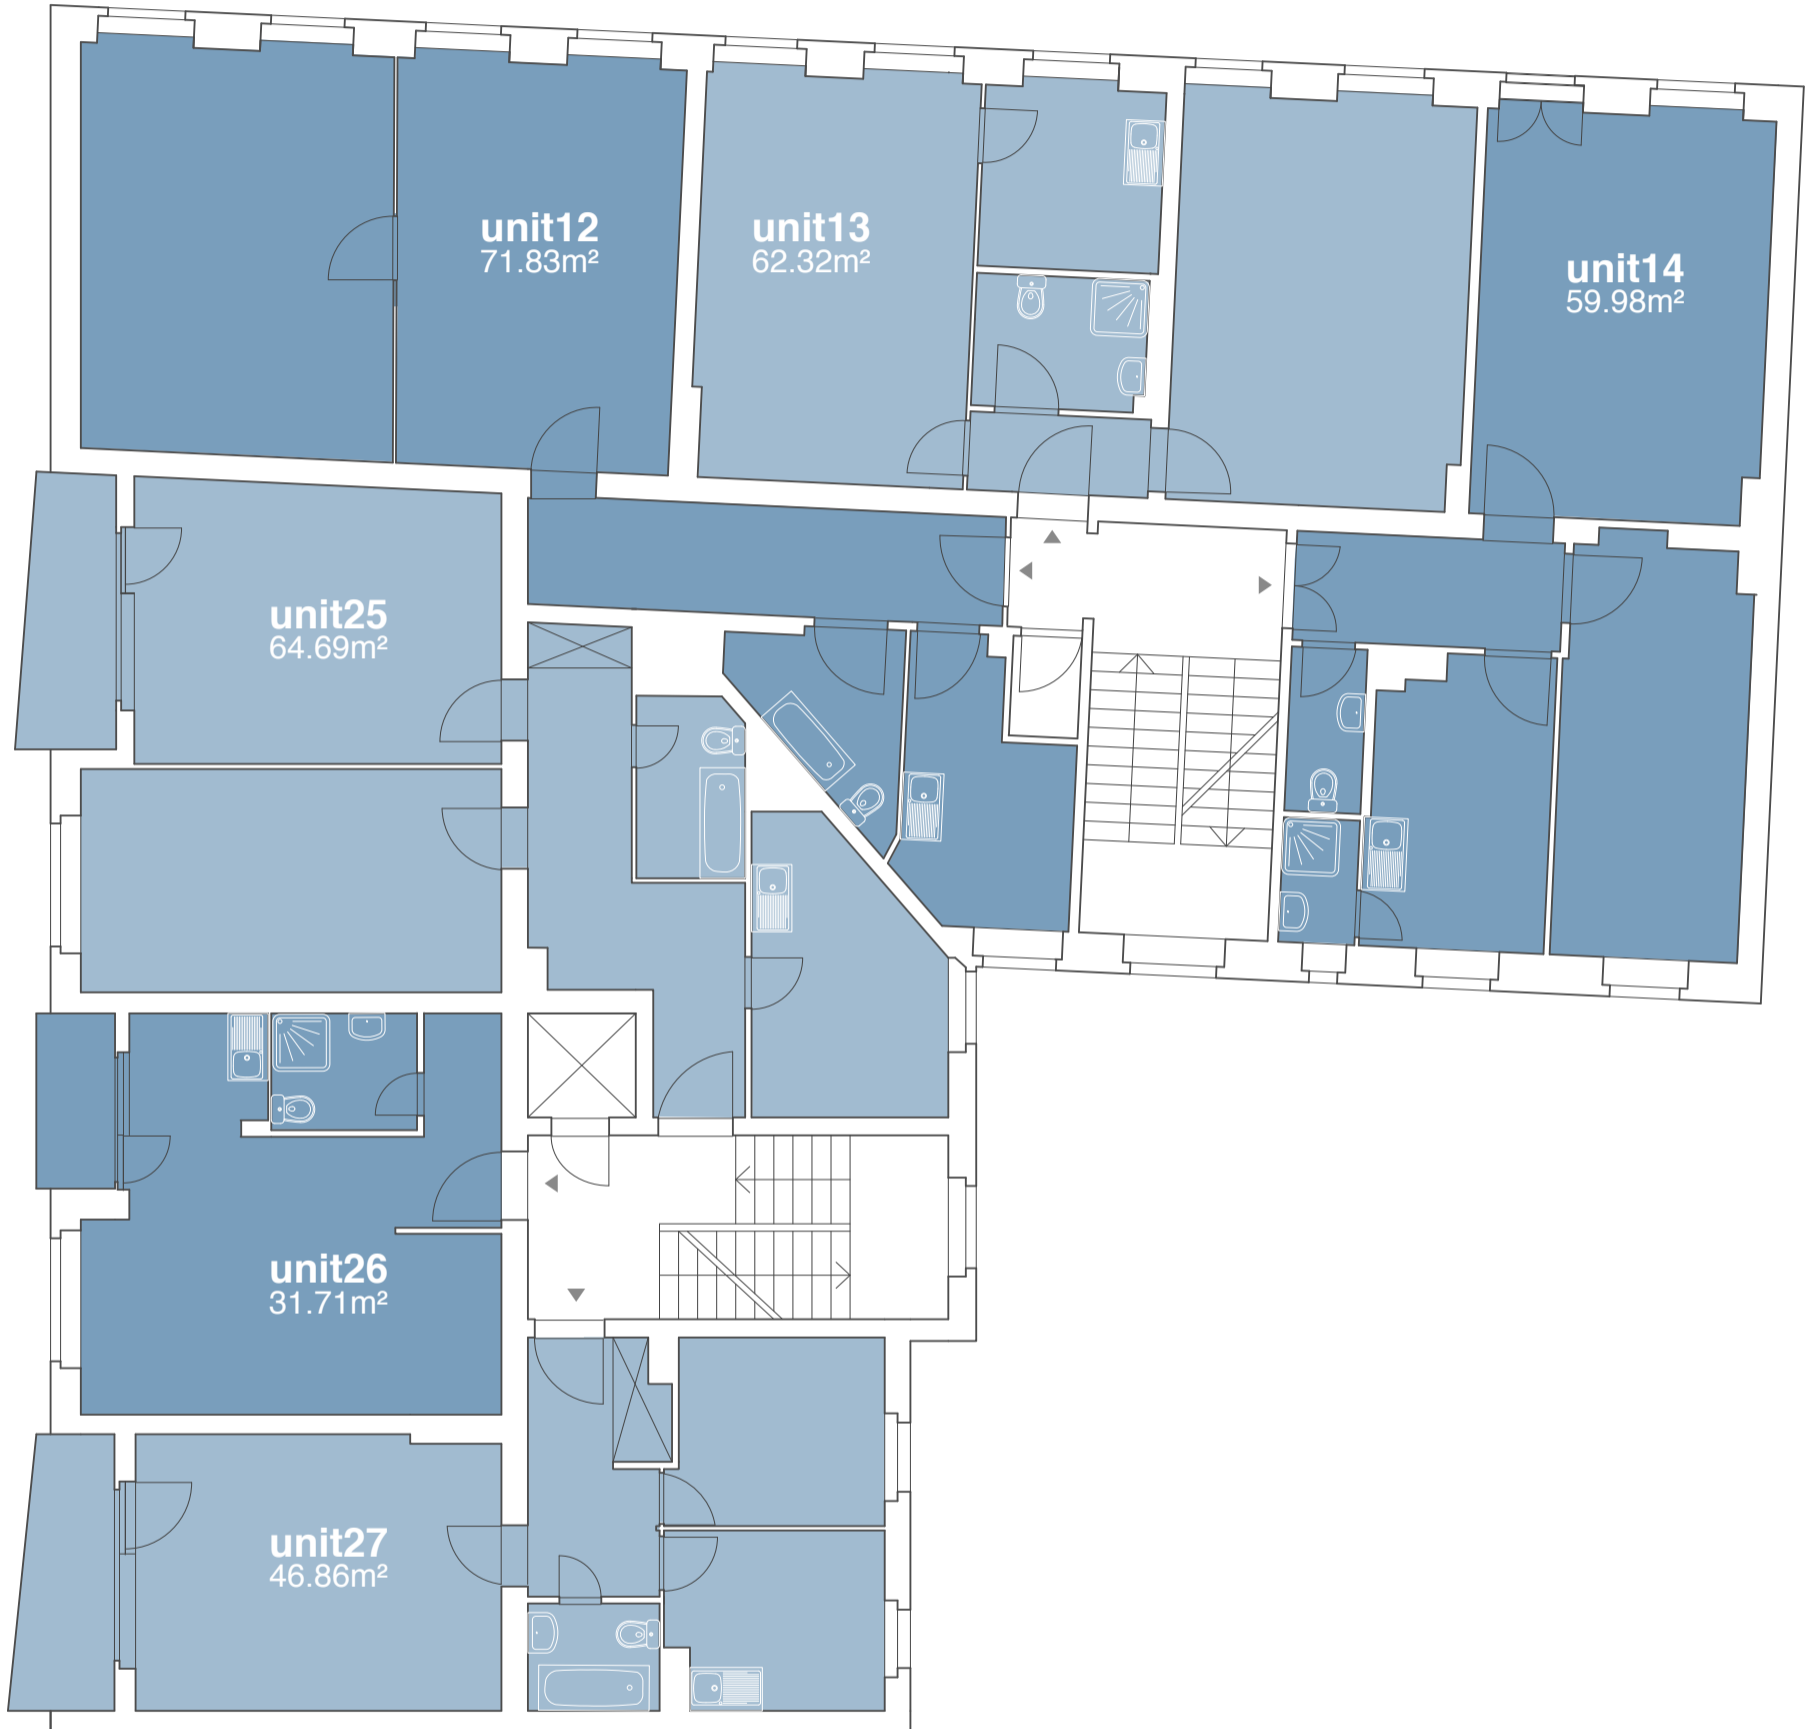 unit12
71.83m²
unit13
62.32m²
unit14
59.98m²
unit25
64.69m²
unit26
31.71m²
unit27
46.86m²